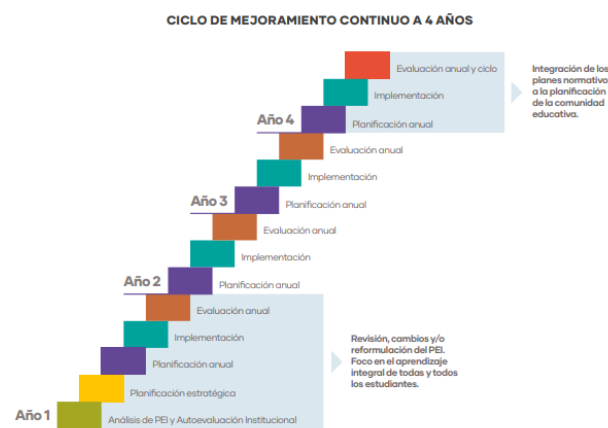 CICLO DE MEJORAMIENTO CONTINUO A 4 AÑOS
Evaluación anual y ciclo
Implementación
Año 4
Planificación anual
Integración de los
planes normativo
a la planificación
de la comunidad
educativa.
Evaluación anual
Implementación
Año 3
Planificación anual
Evaluación anual
Implementación
Año 2
Planificación anual
Evaluación anual
Implementación
Planificación anual
Planificación estratégica
Año 1
Análisis de PEI y Autoevaluación Institucional
Revisión, cambios y/o
reformulación del PEI.
Foco en el aprendizaje
integral de todas y todos
los estudiantes.